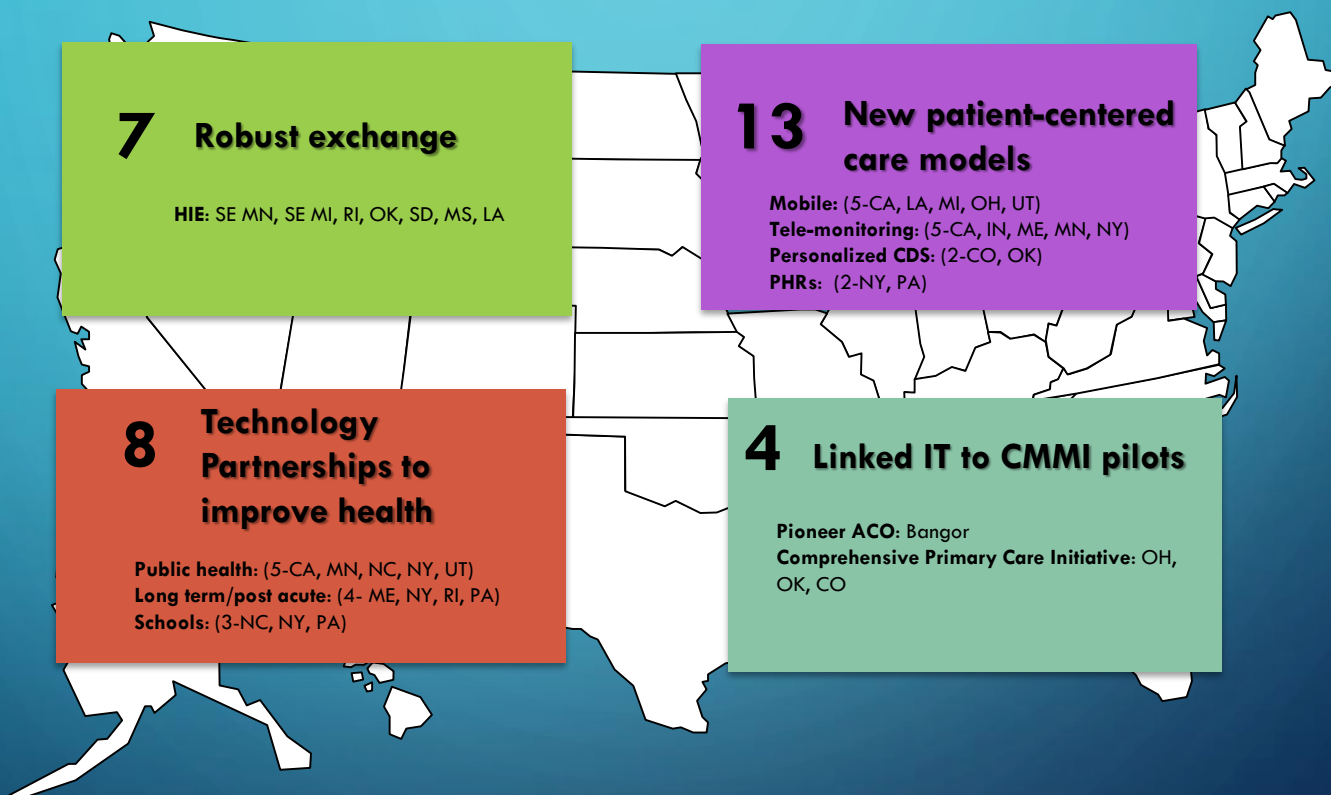 7 Robust exchange
HIE: SE MN, SE MI, RI, OK, SD, MS, LA
13 New patient-centered
care models
Mobile: (5-CA, LA, MI, OH, UT)
Tele-monitoring: (5-CA, IN, ME, MN, NY)
Personalized CDS: (2-CO, OK)
PHRs:  (2-NY, PA)
8 Technology
Partnerships to
improve health
Public health: (5-CA, MN, NC, NY, UT)
Long term/post acute: (4- ME, NY, RI, PA)
Schools: (3-NC, NY, PA)
4 Linked IT to CMMI pilots
Pioneer ACO: Bangor
Comprehensive Primary Care Initiative: OH,
OK, CO